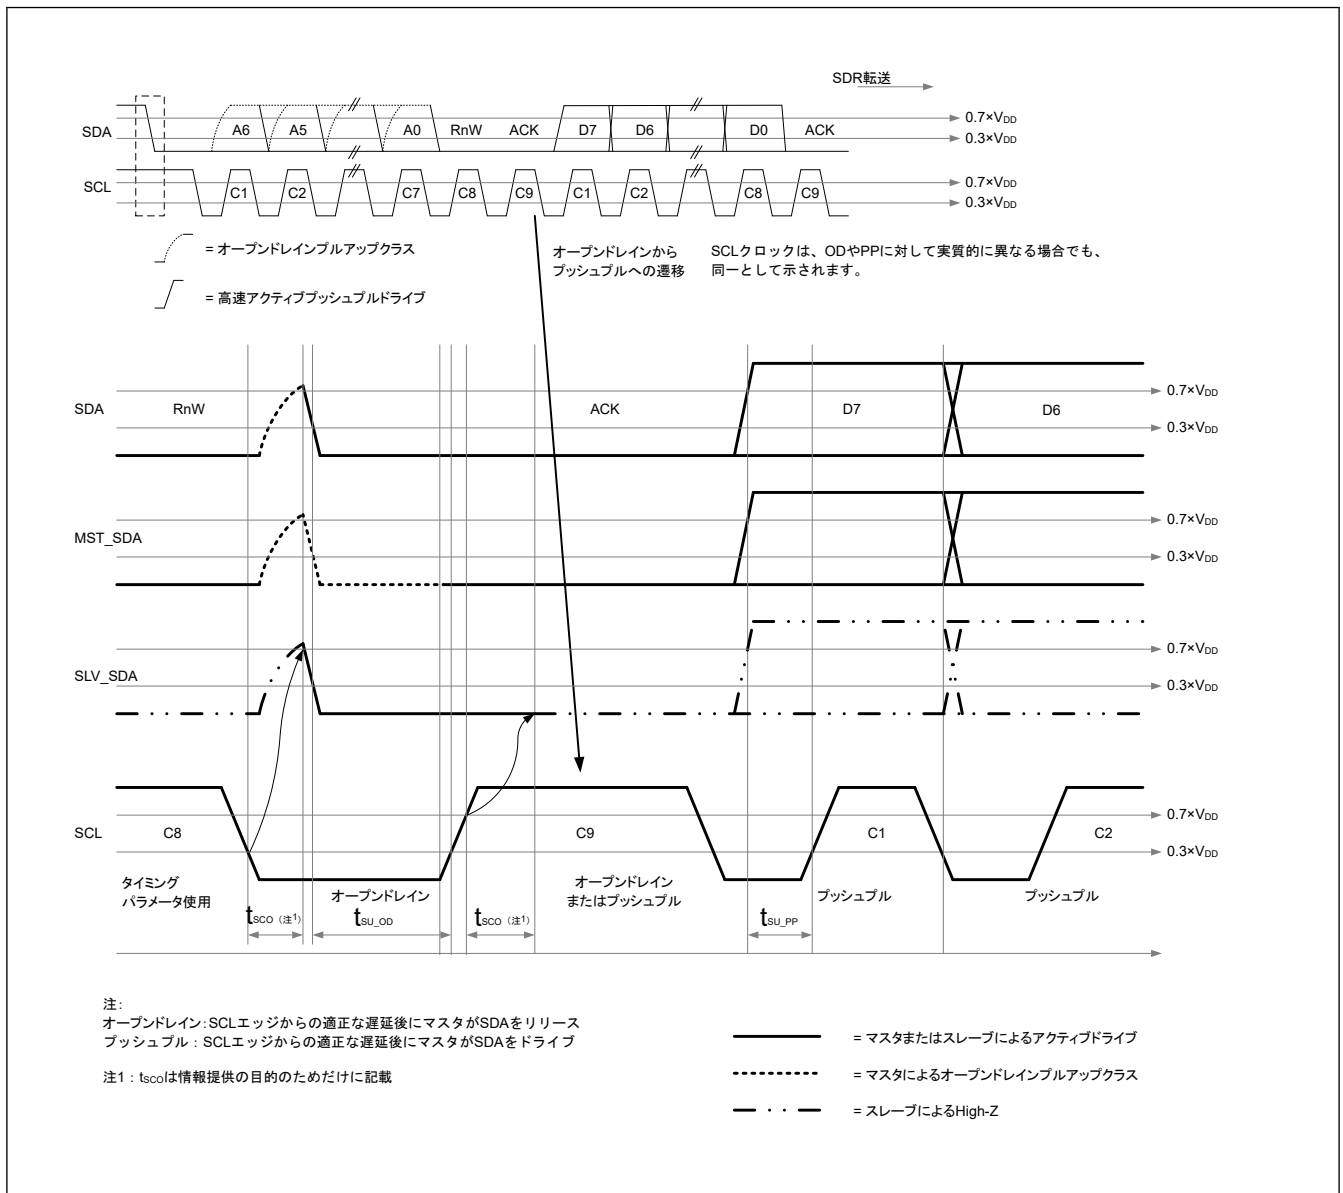 SDR転送
SDA A6 A5 A0 RnW ACK D7 D6 D0 ACK
0.7×VDD
0.3×VDD
SCL C1 C2 C7 C8 C9 C1 C2 C8 C9
0.7×VDD
0.3×VDD
= オープンドレインプルアップクラス
= 高速アクティブプッシュプルドライブ
オープンドレインから
プッシュプルへの遷移
SCLクロックは、ODやPPに対して実質的に異なる場合でも、
同一として示されます。
SDA RnW ACK D7 D6
0.7×VDD
0.3×VDD
MST_SDA
0.7×VDD
0.3×VDD
SLV_SDA
0.7×VDD
0.3×VDD
SCL C8 C9 C1 C2
0.7×VDD
0.3×VDD
タイミング
パラメータ使用
オープンドレイン
オープンドレイン
またはプッシュプル
プッシュプル
プッシュプル
tSCO（注1）
tSU_OD
tSCO（注1）
tSU_PP
注:
オープンドレイン:SCLエッジからの適正な遅延後にマスタがSDAをリリース
プッシュプル：SCLエッジからの適正な遅延後にマスタがSDAをドライブ
注1：tSCOは情報提供の目的のためだけに記載
= マスタまたはスレーブによるアクティブドライブ
= マスタによるオープンドレインプルアップクラス
= スレーブによるHigh-Z